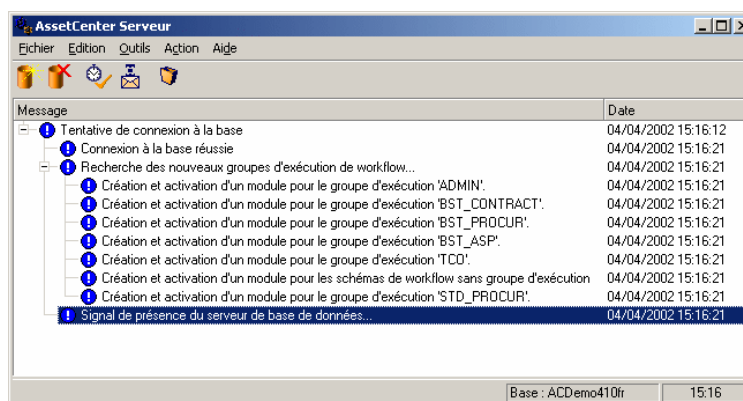 AssetCenter Serveur
Fichier Edition Outils Action Aide
Message Date
Tentative de connexion à la base 04/04/2002 15:16:12
Connexion à la base réussie 04/04/2002 15:16:21
Recherche des nouveaux groupes d'exécution de workflow... 04/04/2002 15:16:21
Création et activation d'un module pour le groupe d'exécution 'ADMIN'. 04/04/2002 15:16:21
Création et activation d'un module pour le groupe d'exécution 'BST_CONTRACT'. 04/04/2002 15:16:21
Création et activation d'un module pour le groupe d'exécution 'BST_PROCUR'. 04/04/2002 15:16:21
Création et activation d'un module pour le groupe d'exécution 'BST_ASP'. 04/04/2002 15:16:21
Création et activation d'un module pour le groupe d'exécution 'TCO'. 04/04/2002 15:16:21
Création et activation d'un module pour les schémas de workflow sans groupe d'exécution 04/04/2002 15:16:21
Création et activation d'un module pour le groupe d'exécution 'STD_PROCUR'. 04/04/2002 15:16:21
Signal de présence du serveur de base de données... 04/04/2002 15:16:21
Base : ACDemo410fr 15:16